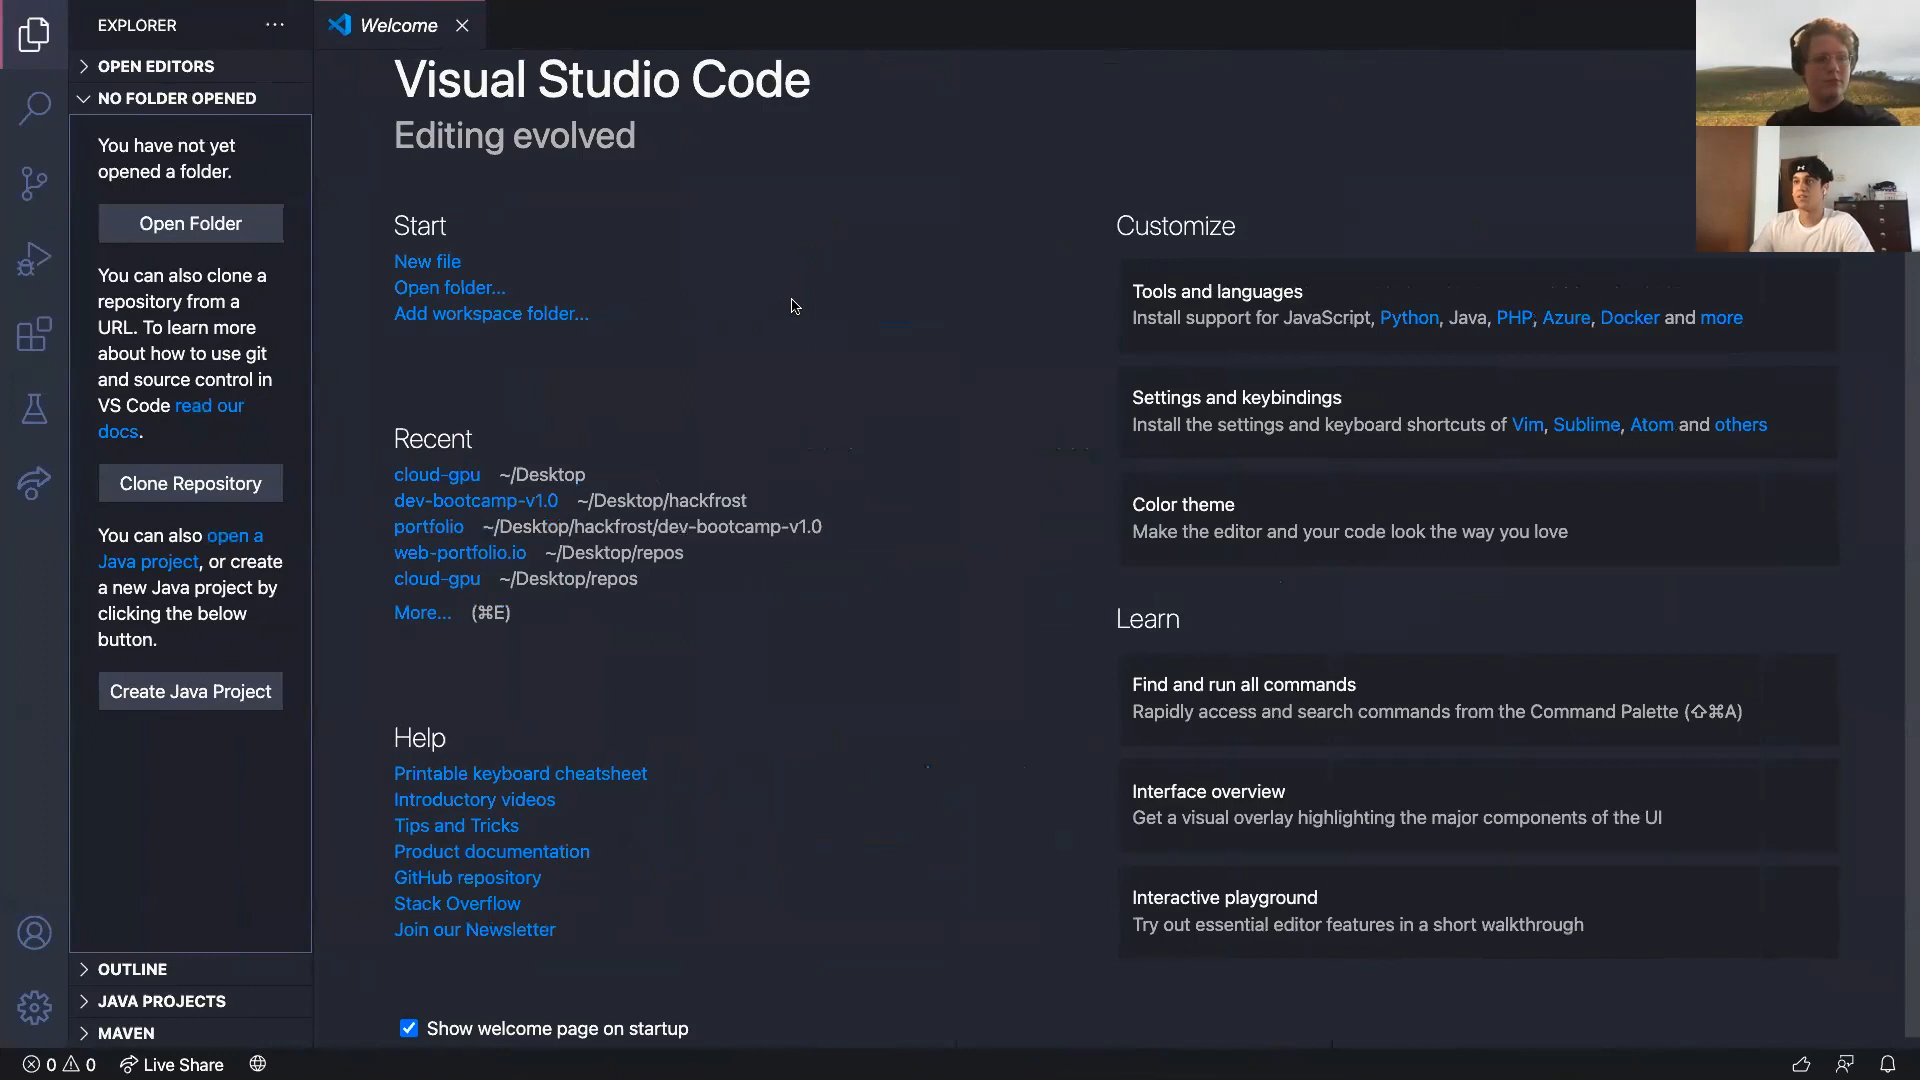 EXPLORER
OPEN EDITORS
NO FOLDER OPENED
You have not yet
opened a folder.
Open Folder
You can also clone a
repository from a
URL. To learn more
about how to use git
and source control in
VS Code read our
docs.
Clone Repository
You can also open a
Java project, or create
a new Java project by
clicking the below
button.
Create Java Project
OUTLINE
JAVA PROJECTS
MAVEN
Welcome
Visual Studio Code
Editing evolved
Start
New file
Open folder...
Add workspace folder...
Recent
cloud-gpu ~/Desktop
dev-bootcamp-v1.0 ~/Desktop/hackfrost
portfolio ~/Desktop/hackfrost/dev-bootcamp-v1.0
web-portfolio.io ~/Desktop/repos
cloud-gpu ~/Desktop/repos
More... (⌘E)
Help
Printable keyboard cheatsheet
Introductory videos
Tips and Tricks
Product documentation
GitHub repository
Stack Overflow
Join our Newsletter
Show welcome page on startup
Customize
Tools and languages
Install support for JavaScript, Python, Java, PHP, Azure, Docker and more
Settings and keybindings
Install the settings and keyboard shortcuts of Vim, Sublime, Atom and others
Color theme
Make the editor and your code look the way you love
Learn
Find and run all commands
Rapidly access and search commands from the Command Palette (⇧⌘A)
Interface overview
Get a visual overlay highlighting the major components of the UI
Interactive playground
Try out essential editor features in a short walkthrough
0 0 Live Share